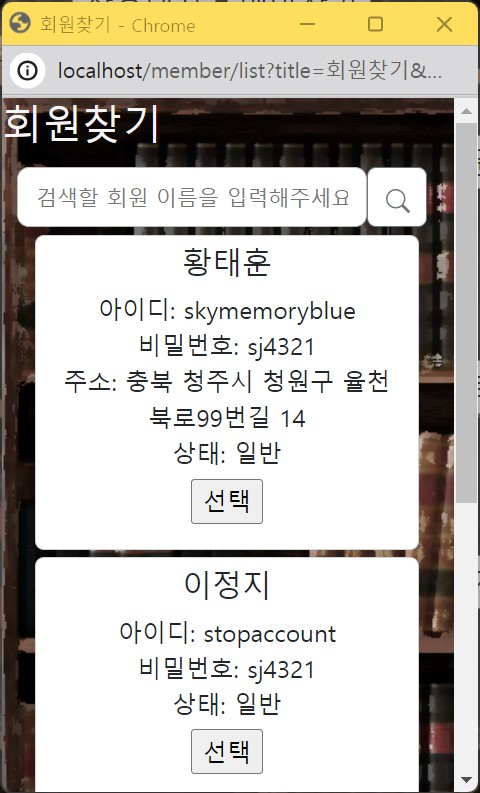 회원찾기 - Chrome
localhost/member/list?title=회원찾기&...
회원찾기
검색할 회원 이름을 입력해주세요
황태훈
아이디: skymemoryblue
비밀번호: sj4321
주소: 충북 청주시 청원구 율천
북로99번길 14
상태: 일반
선택
이정지
아이디: stopaccount
비밀번호: sj4321
상태: 일반
선택